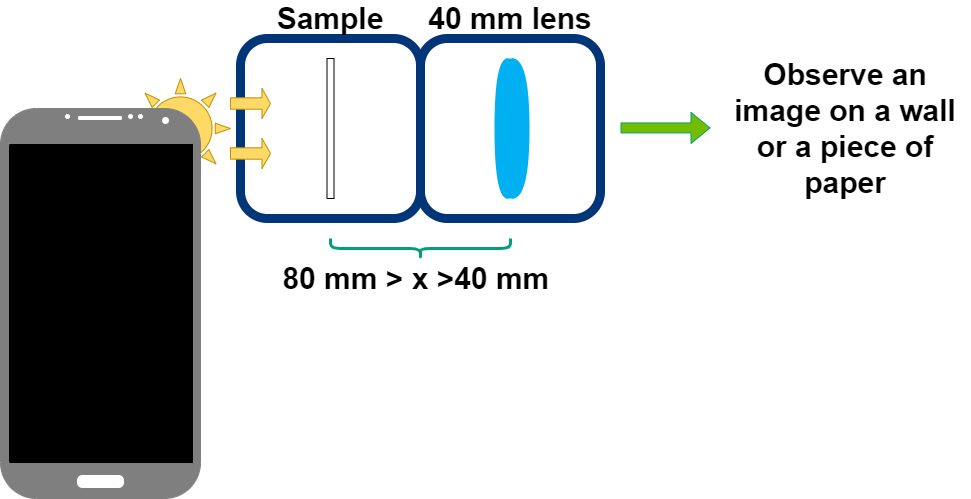 Sample
40 mm lens
Observe an
image on a wall
or a piece of
paper
80 mm > x >40 mm